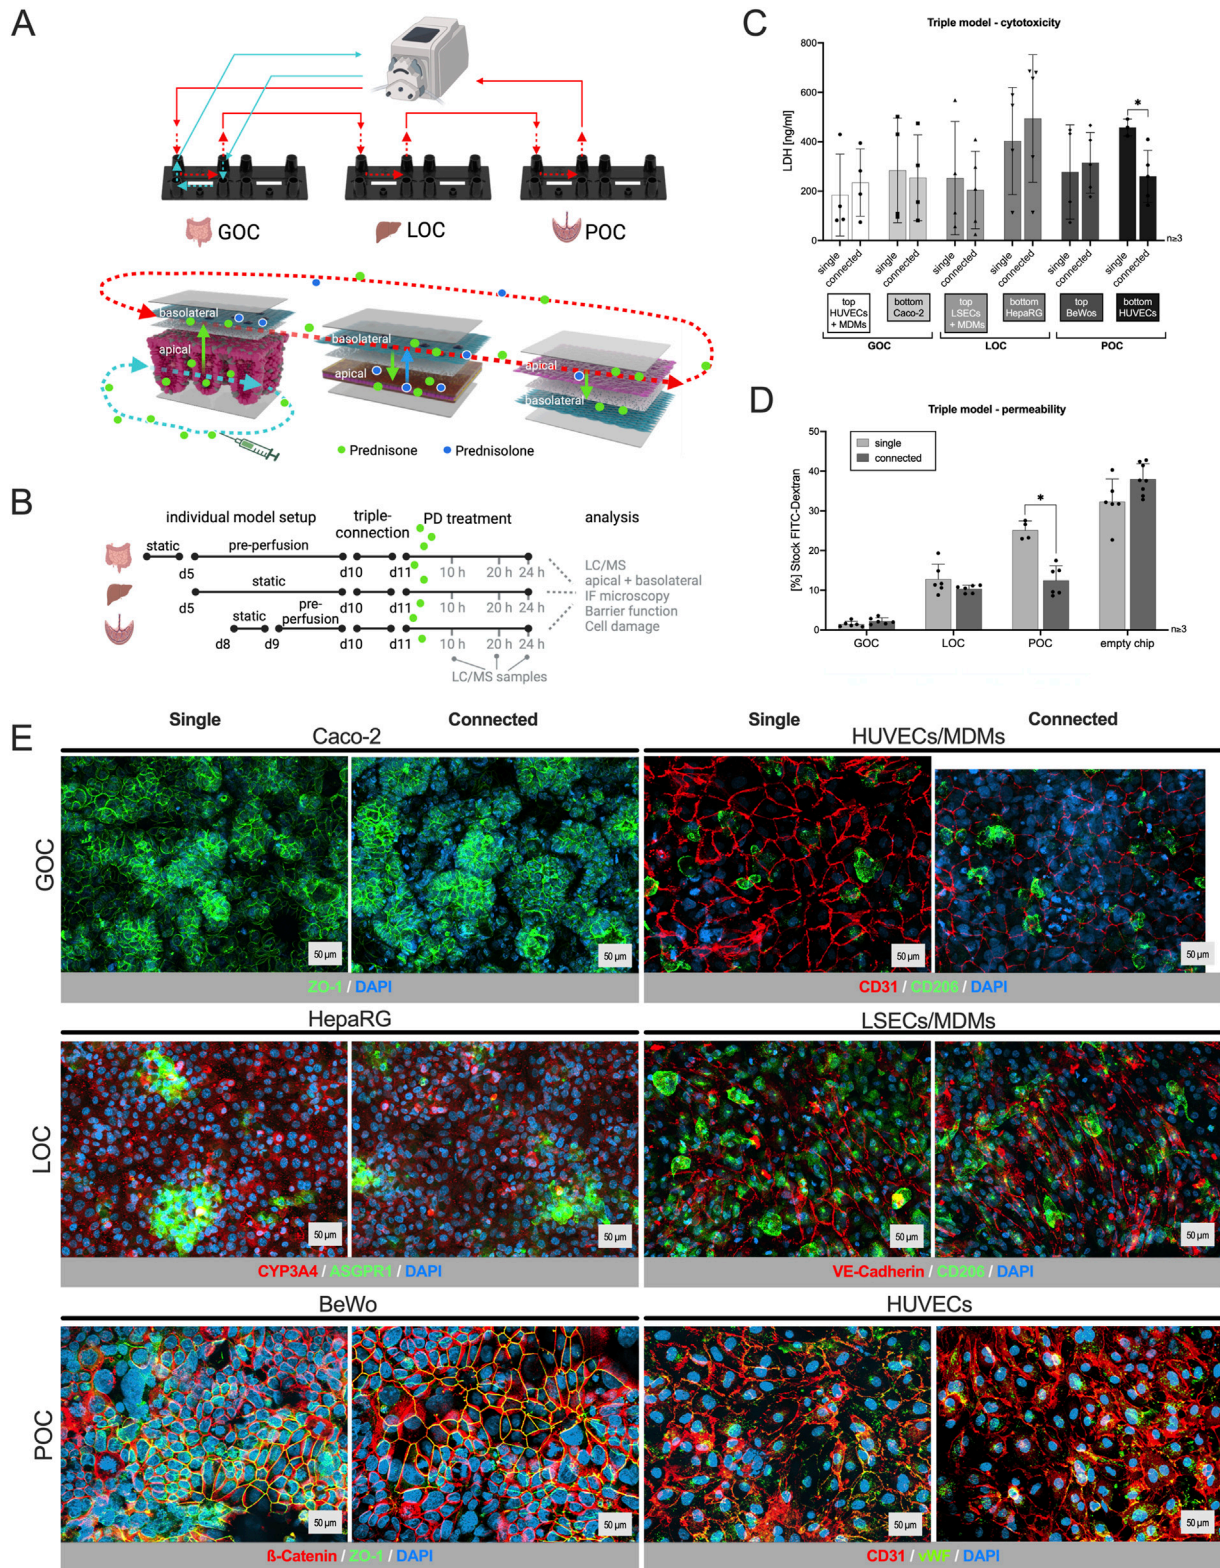 A
GOC
LOC
POC
basolateral
apical
basolateral
apical
apical
basolateral
Prednisone
Prednisolone
B
individual model setup
triple-
connection
PD treatment
analysis
static
pre-perfusion
d5
d10
d11
10 h
20 h
24 h
static
d5
d10
d11
10 h
20 h
24 h
static
pre-
perfusion
d8
d9
d10
d11
10 h
20 h
24 h
LC/MS samples
LC/MS
apical + basolateral
IF microscopy
Barrier function
Cell damage
C
Triple model - cytotoxicity
LDH [ng/ml]
800
600
400
200
0
*
n≥3
single
connected
single
connected
single
connected
single
connected
single
connected
single
connected
top
HUVECs
+ MDMs
bottom
Caco-2
top
LSECs
+ MDMs
bottom
HepaRG
top
BeWos
bottom
HUVECs
GOC
LOC
POC
D
Triple model - permeability
[%] Stock FITC-Dextran
50
40
30
20
10
0
single
connected
*
n≥3
GOC
LOC
POC
empty chip
E
Single
Connected
Single
Connected
Caco-2
HUVECs/MDMs
GOC
50 µm
50 µm
50 µm
50 µm
ZO-1 / DAPI
CD31 / CD206 / DAPI
HepaRG
LSECs/MDMs
LOC
50 µm
50 µm
50 µm
50 µm
CYP3A4 / ASGPR1 / DAPI
VE-Cadherin / CD206 / DAPI
BeWo
HUVECs
POC
50 µm
50 µm
50 µm
50 µm
ß-Catenin / ZO-1 / DAPI
CD31 / vWF / DAPI